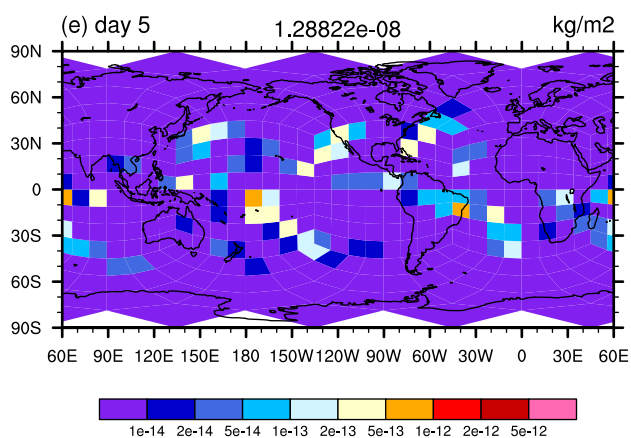 (e) day 5 1.28822e-08 kg/m2
90N
60N
30N
0
30S
60S
90S
60E 90E 120E 150E 180 150W 120W 90W 60W 30W 0 30E 60E
1e-14 2e-14 5e-14 1e-13 2e-13 5e-13 1e-12 2e-12 5e-12